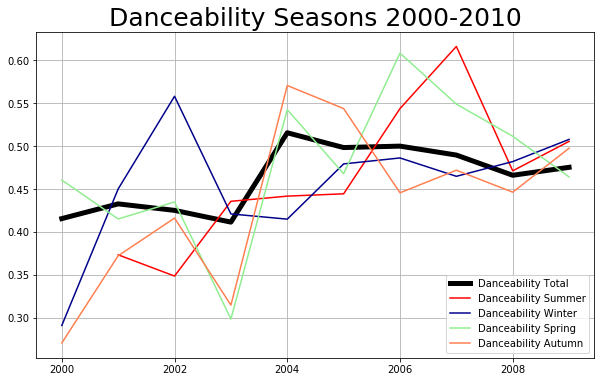 Danceability Seasons 2000-2010
0.60
0.55
0.50
0.45
0.40
0.35
0.30
2000
2002
2004
2006
2008
Danceability Total
Danceability Summer
Danceability Winter
Danceability Spring
Danceability Autumn